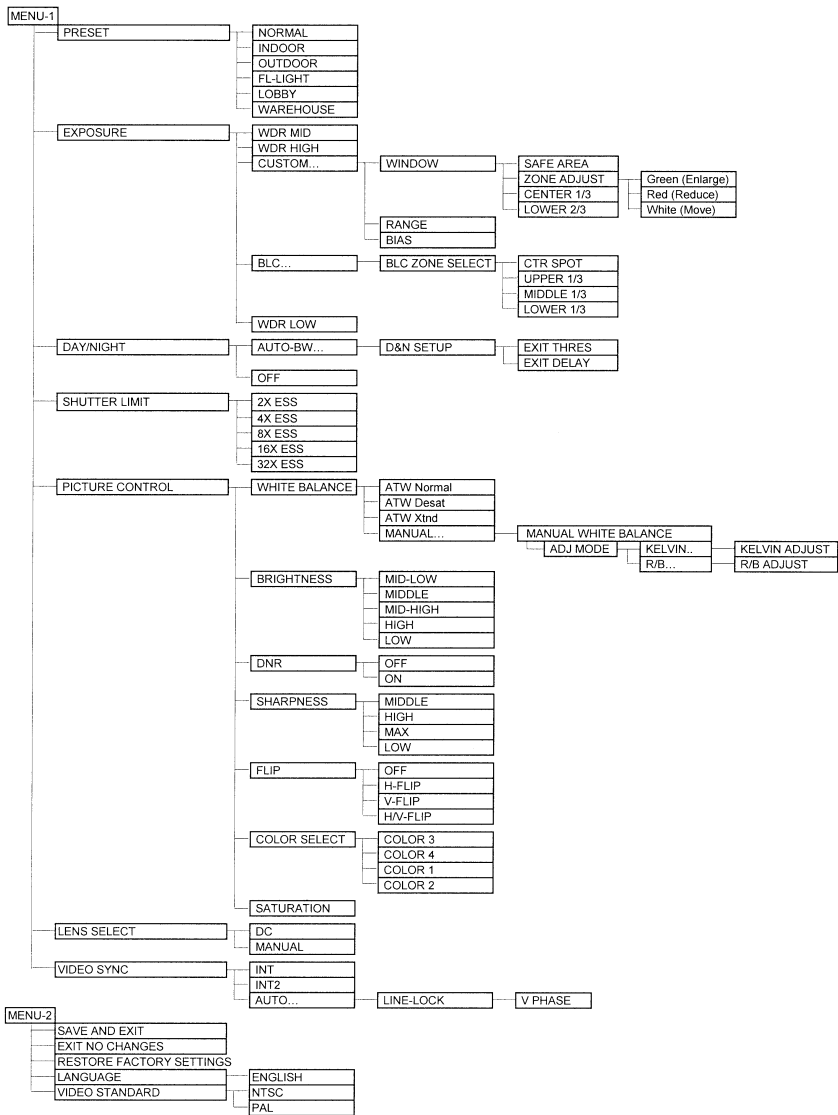 MENU-1
PRESET
NORMAL
INDOOR
OUTDOOR
FL-LIGHT
LOBBY
WAREHOUSE
EXPOSURE
WDR MID
WDR HIGH
CUSTOM...
WINDOW
SAFE AREA
ZONE ADJUST
Green (Enlarge)
CENTER 1/3
Red (Reduce)
LOWER 2/3
White (Move)
RANGE
BIAS
BLC...
BLC ZONE SELECT
CTR SPOT
UPPER 1/3
MIDDLE 1/3
LOWER 1/3
WDR LOW
DAY/NIGHT
AUTO-BW...
D&N SETUP
EXIT THRES
EXIT DELAY
OFF
SHUTTER LIMIT
2X ESS
4X ESS
8X ESS
16X ESS
32X ESS
PICTURE CONTROL
WHITE BALANCE
ATW Normal
ATW Desat
ATW Xtnd
MANUAL...
MANUAL WHITE BALANCE
ADJ MODE
KELVIN..
KELVIN ADJUST
R/B...
R/B ADJUST
BRIGHTNESS
MID-LOW
MIDDLE
MID-HIGH
HIGH
LOW
DNR
OFF
ON
SHARPNESS
MIDDLE
HIGH
MAX
LOW
FLIP
OFF
H-FLIP
V-FLIP
H/V-FLIP
COLOR SELECT
COLOR 3
COLOR 4
COLOR 1
COLOR 2
SATURATION
LENS SELECT
DC
MANUAL
VIDEO SYNC
INT
INT2
AUTO...
LINE-LOCK
V PHASE
MENU-2
SAVE AND EXIT
EXIT NO CHANGES
RESTORE FACTORY SETTINGS
LANGUAGE
ENGLISH
VIDEO STANDARD
NTSC
PAL